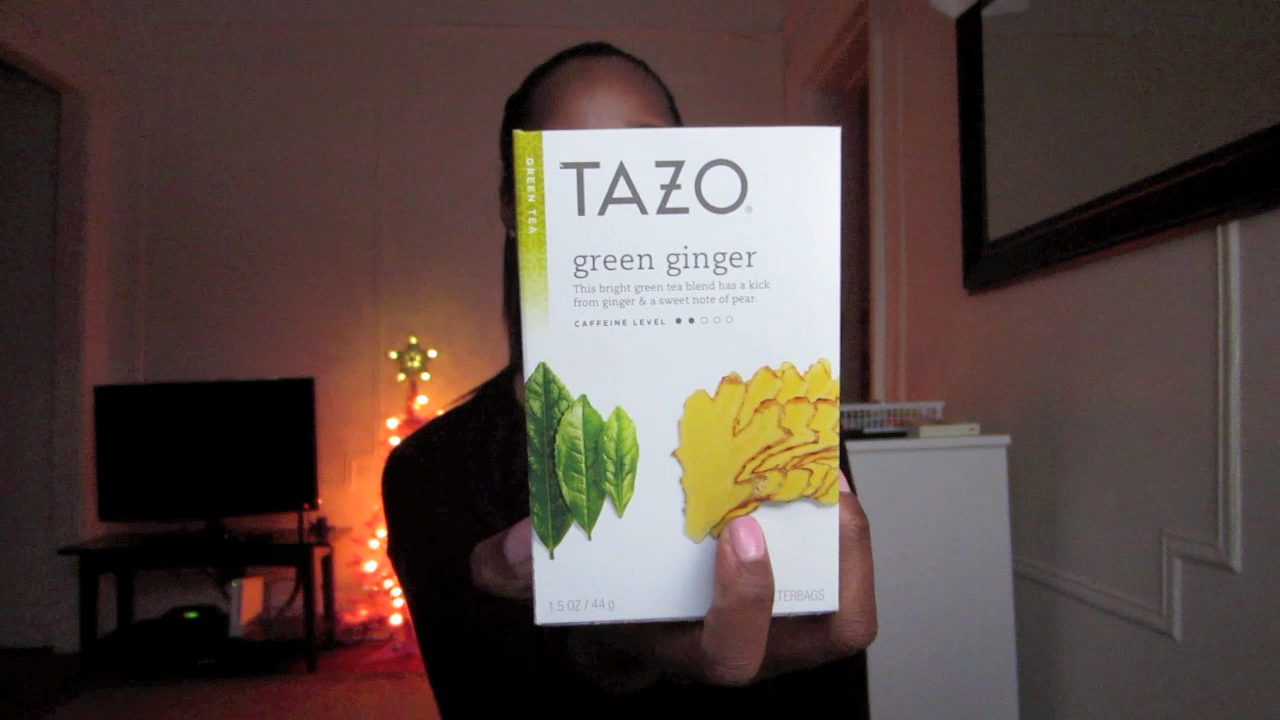 GREEN TEA
TAZO®
green ginger
This bright green tea blend has a kick
from ginger & a sweet note of pear.
CAFFEINE LEVEL
1.5 OZ / 44 g
TERBAGS